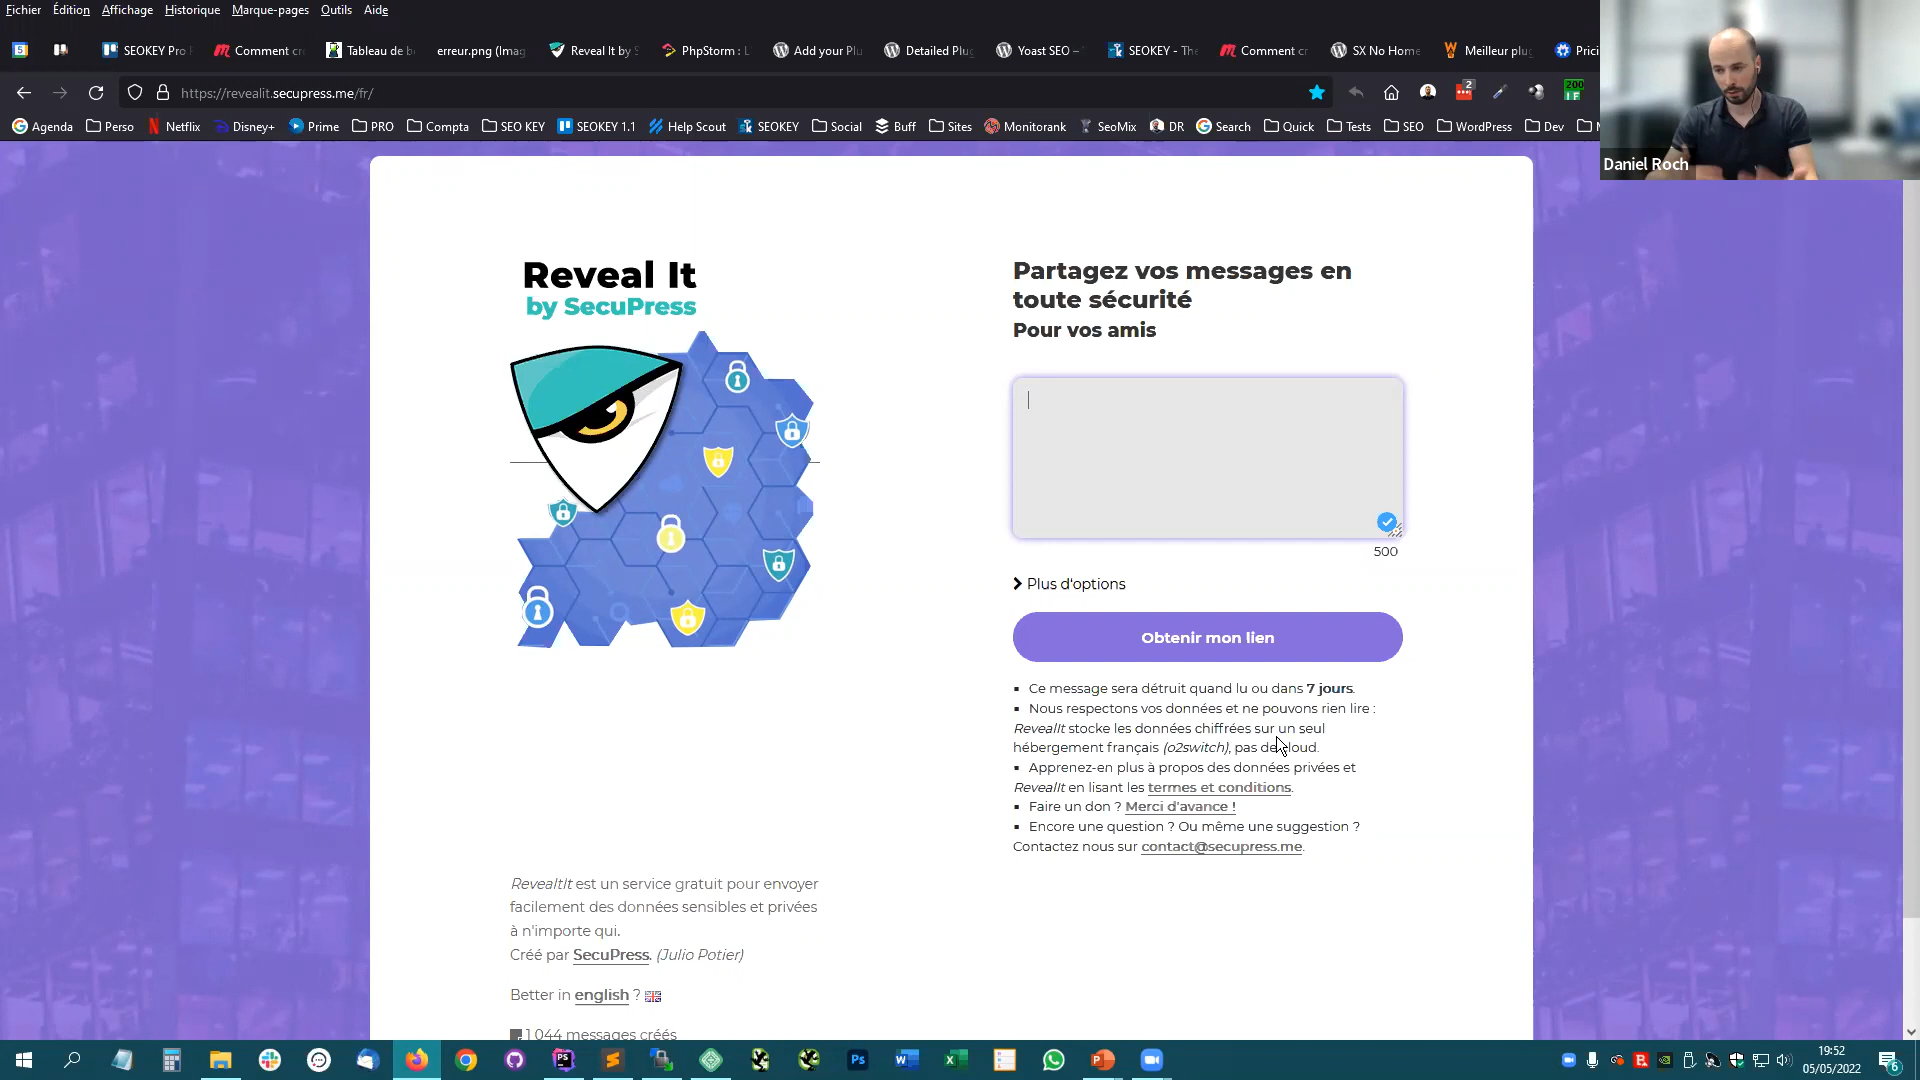 Fichier Édition Affichage Historique Marque-pages Outils Aide
5 SEOKEY Pro Comment cr Tableau de b erreur.png (Imag Reveal It by S PhpStorm : L Add your Plu Detailed Plug Yoast SEO – SEOKEY - The Comment cr SX No Home Meilleur plug Prici
https://revealit.secupress.me/fr/
2
200
Agenda Perso Netflix Disney+ Prime PRO Compta SEO KEY SEOKEY 1.1 Help Scout SEOKEY Social Buff Sites Monitorank SeoMix DR Search Quick Tests SEO WordPress Dev
Daniel Roch
Reveal It
by SecuPress
Partagez vos messages en
toute sécurité
Pour vos amis
500
Plus d'options
Obtenir mon lien
▪ Ce message sera détruit quand lu ou dans 7 jours.
▪ Nous respectons vos données et ne pouvons rien lire :
RevealIt stocke les données chiffrées sur un seul
hébergement français (o2switch), pas de cloud.
▪ Apprenez-en plus à propos des données privées et
RevealIt en lisant les termes et conditions.
▪ Faire un don ? Merci d'avance !
▪ Encore une question ? Ou même une suggestion ?
Contactez nous sur contact@secupress.me.
RevealtIt est un service gratuit pour envoyer
facilement des données sensibles et privées
à n'importe qui.
Créé par SecuPress. (Julio Potier)
Better in english ?
1 044 messages créés
19:52
05/05/2022
6